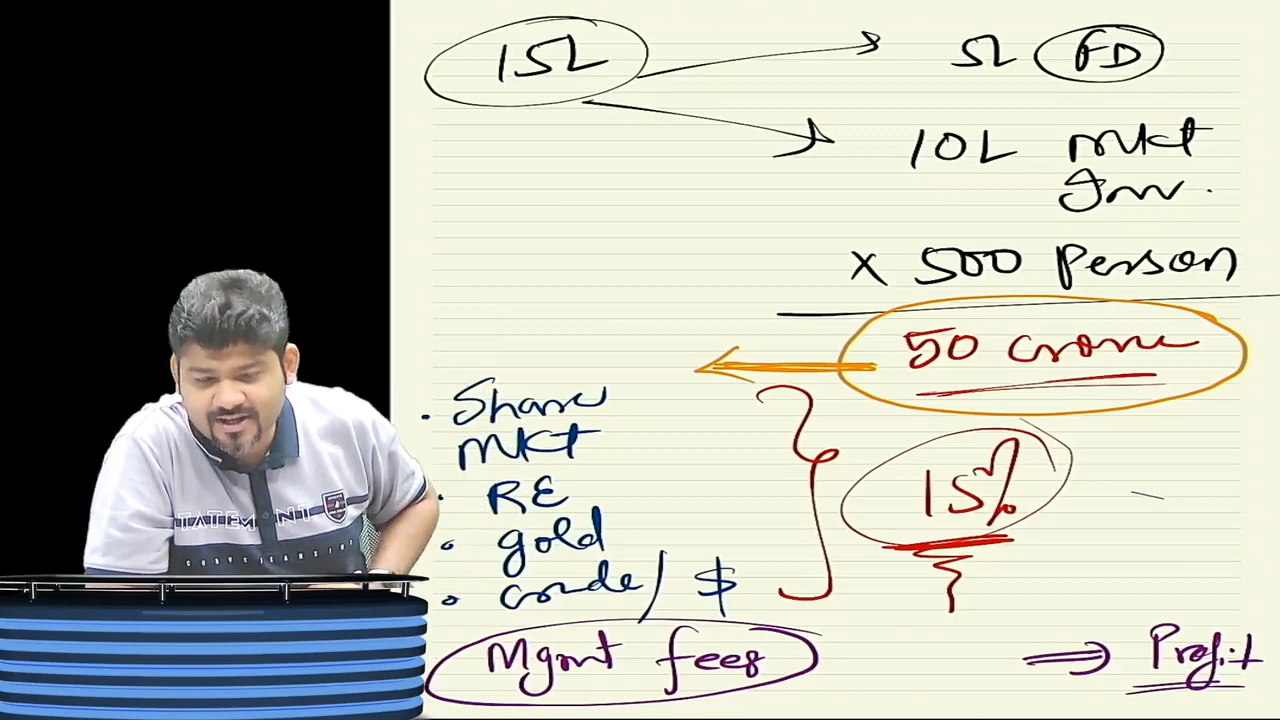 15L → 5L FD
→ 10L mkt
Inv.
x 500 Person
50 crore
• Share
mkt
• RE
• gold
• crude / $
15%
Mgmt fees ⇒ Profit
TATEMENT